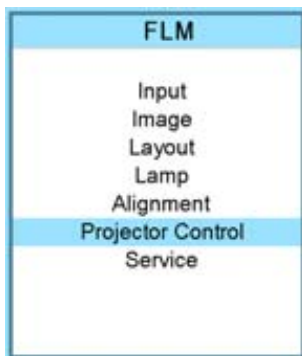 FLM
Input
Image
Layout
Lamp
Alignment
Projector Control
Service